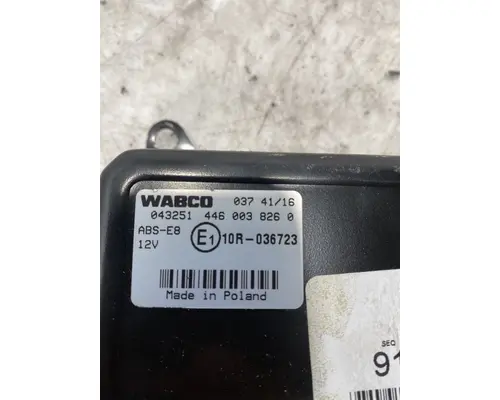 WABCO 037 41/16
043251 446 003 826 0
ABS-E8
12V
E1 10R-036723
Made in Poland
SEQ
91